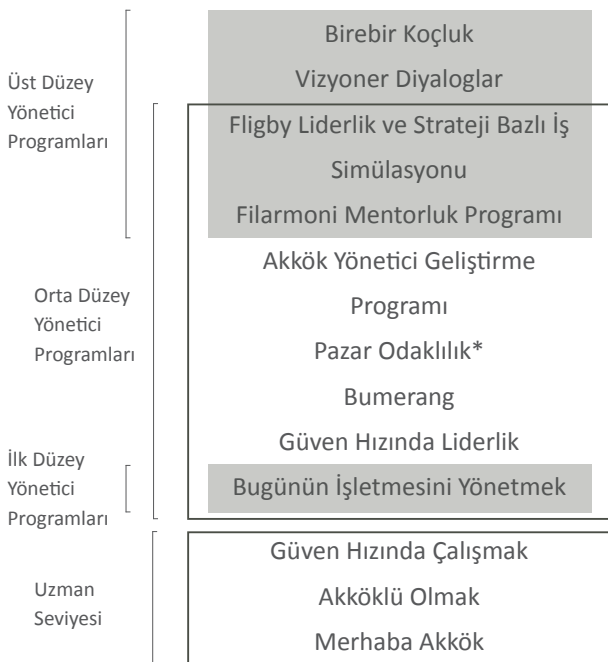 Üst Düzey
Yönetici
Programları
Birebir Koçluk
Vizyoner Diyaloglar
Fligby Liderlik ve Strateji Bazlı İş
Simülasyonu
Filarmoni Mentorluk Programı
Orta Düzey
Yönetici
Programları
Akkök Yönetici Geliştirme
Programı
Pazar Odaklılık*
Bumerang
Güven Hızında Liderlik
İlk Düzey
Yönetici
Programları
Bugünün İşletmesini Yönetmek
Uzman
Seviyesi
Güven Hızında Çalışmak
Akköklü Olmak
Merhaba Akkök